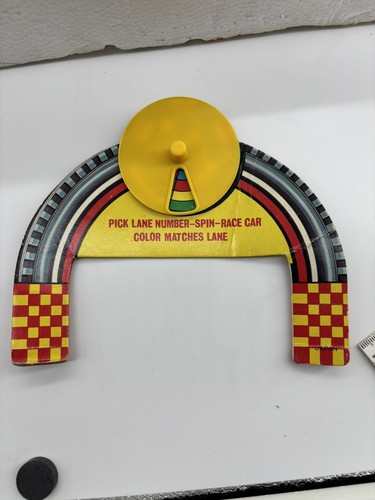 PICK LANE NUMBER-SPIN-RACE CAR
COLOR MATCHES LANE